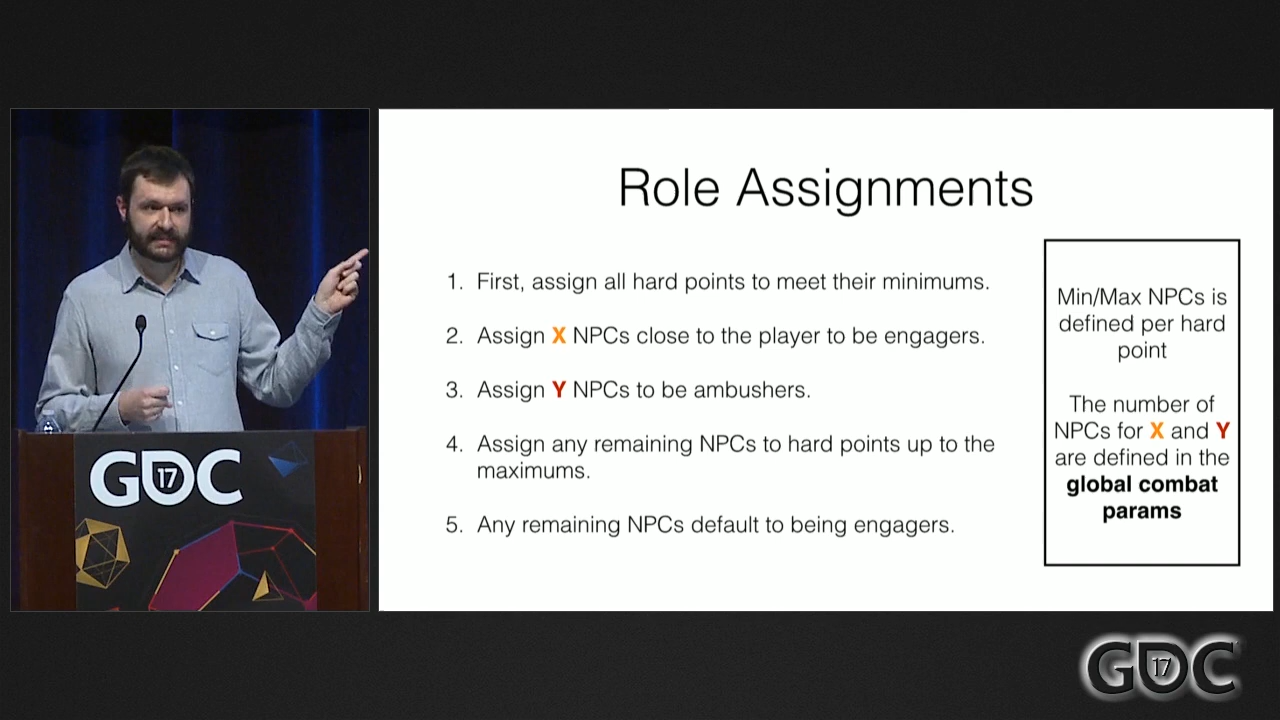 Role Assignments
1. First, assign all hard points to meet their minimums.
2. Assign X NPCs close to the player to be engagers.
3. Assign Y NPCs to be ambushers.
4. Assign any remaining NPCs to hard points up to the
maximums.
5. Any remaining NPCs default to being engagers.
Min/Max NPCs is
defined per hard
point
The number of
NPCs for X and Y
are defined in the
global combat
params
GDC 17
GDC 17